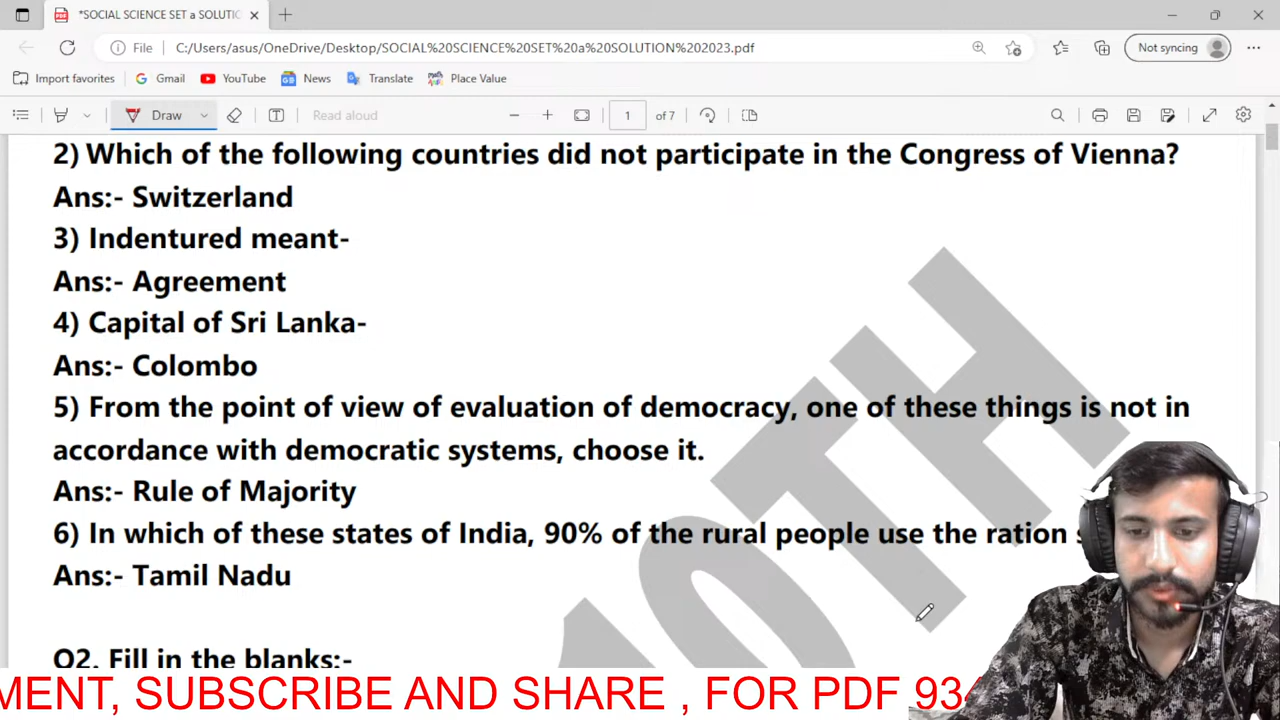 *SOCIAL SCIENCE SET a SOLUTIO
File C:/Users/asus/OneDrive/Desktop/SOCIAL%20SCIENCE%20SET%20a%20SOLUTION%202023.pdf
Not syncing
Import favorites Gmail YouTube News Translate Place Value
Draw Read aloud 1 of 7
2) Which of the following countries did not participate in the Congress of Vienna?
Ans:- Switzerland
3) Indentured meant-
Ans:- Agreement
4) Capital of Sri Lanka-
Ans:- Colombo
5) From the point of view of evaluation of democracy, one of these things is not in
accordance with democratic systems, choose it.
Ans:- Rule of Majority
6) In which of these states of India, 90% of the rural people use the ration
Ans:- Tamil Nadu
Q2. Fill in the blanks:-
10TH
MENT, SUBSCRIBE AND SHARE , FOR PDF 934